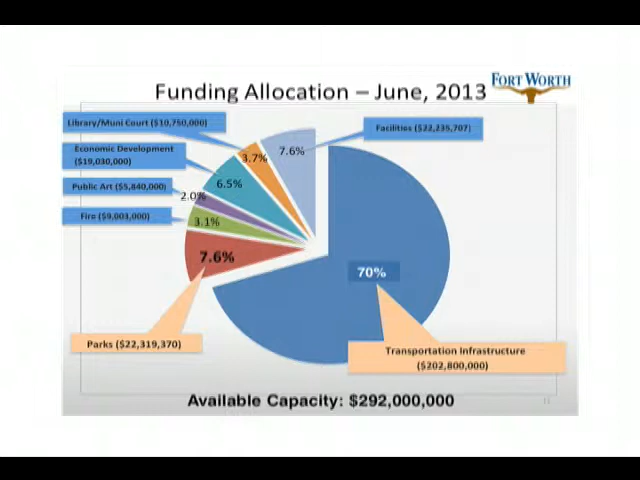 FORT WORTH
Funding Allocation – June, 2013
Library/Muni Court ($10,750,000)
Facilities ($22,235,707)
Economic Development
($19,030,000)
Public Art ($5,840,000)
Fire ($9,003,000)
7.6%
3.7%
6.5%
2.0%
3.1%
7.6%
70%
Parks ($22,319,370)
Transportation Infrastructure
($202,800,000)
Available Capacity: $292,000,000